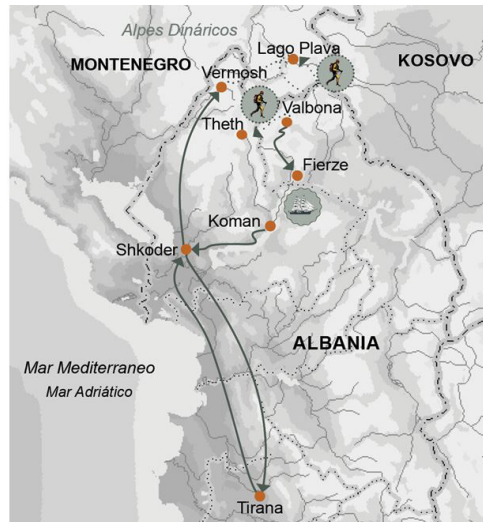 Alpes Dináricos
Lago Plava
KOSOVO
MONTENEGRO
Vermosh
Valbona
Theth
Fierze
Koman
Shkoder
ALBANIA
Mar Mediterraneo
Mar Adriático
Tirana